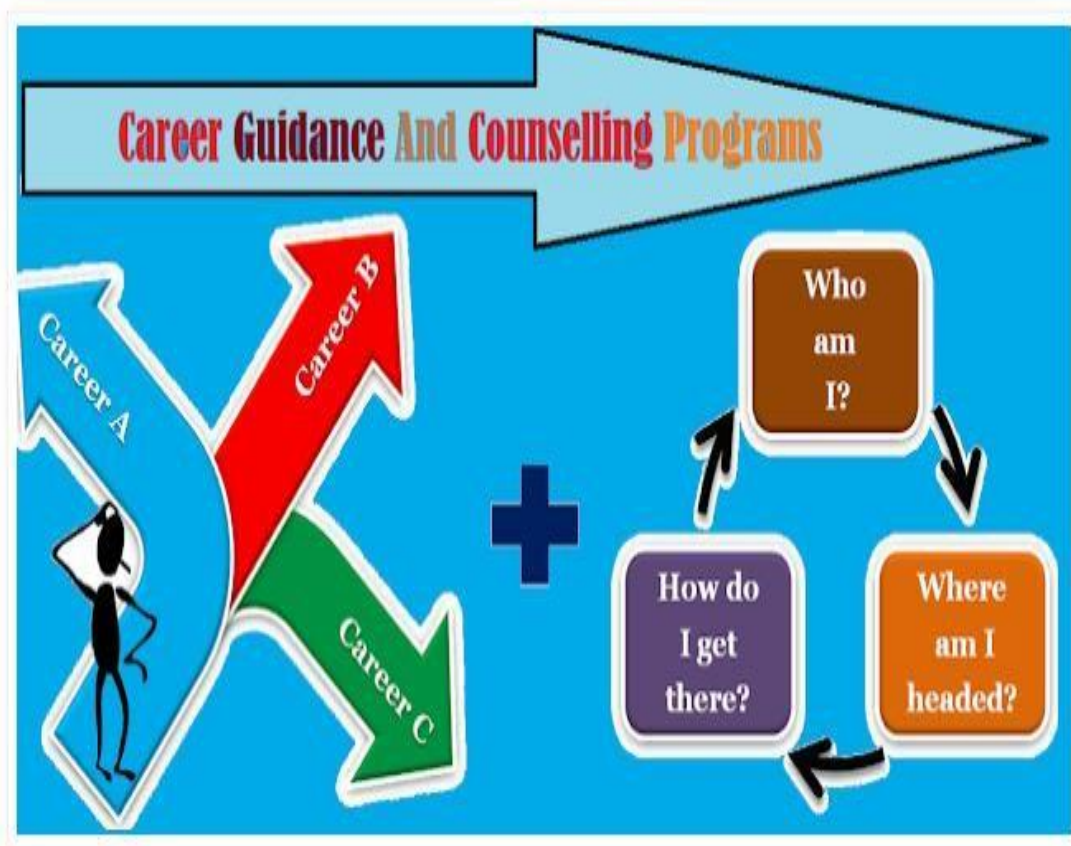 Career Guidance And Counselling Programs
Career A
Career B
Career C
Who
am
I?
Where
am I
headed?
How do
I get
there?